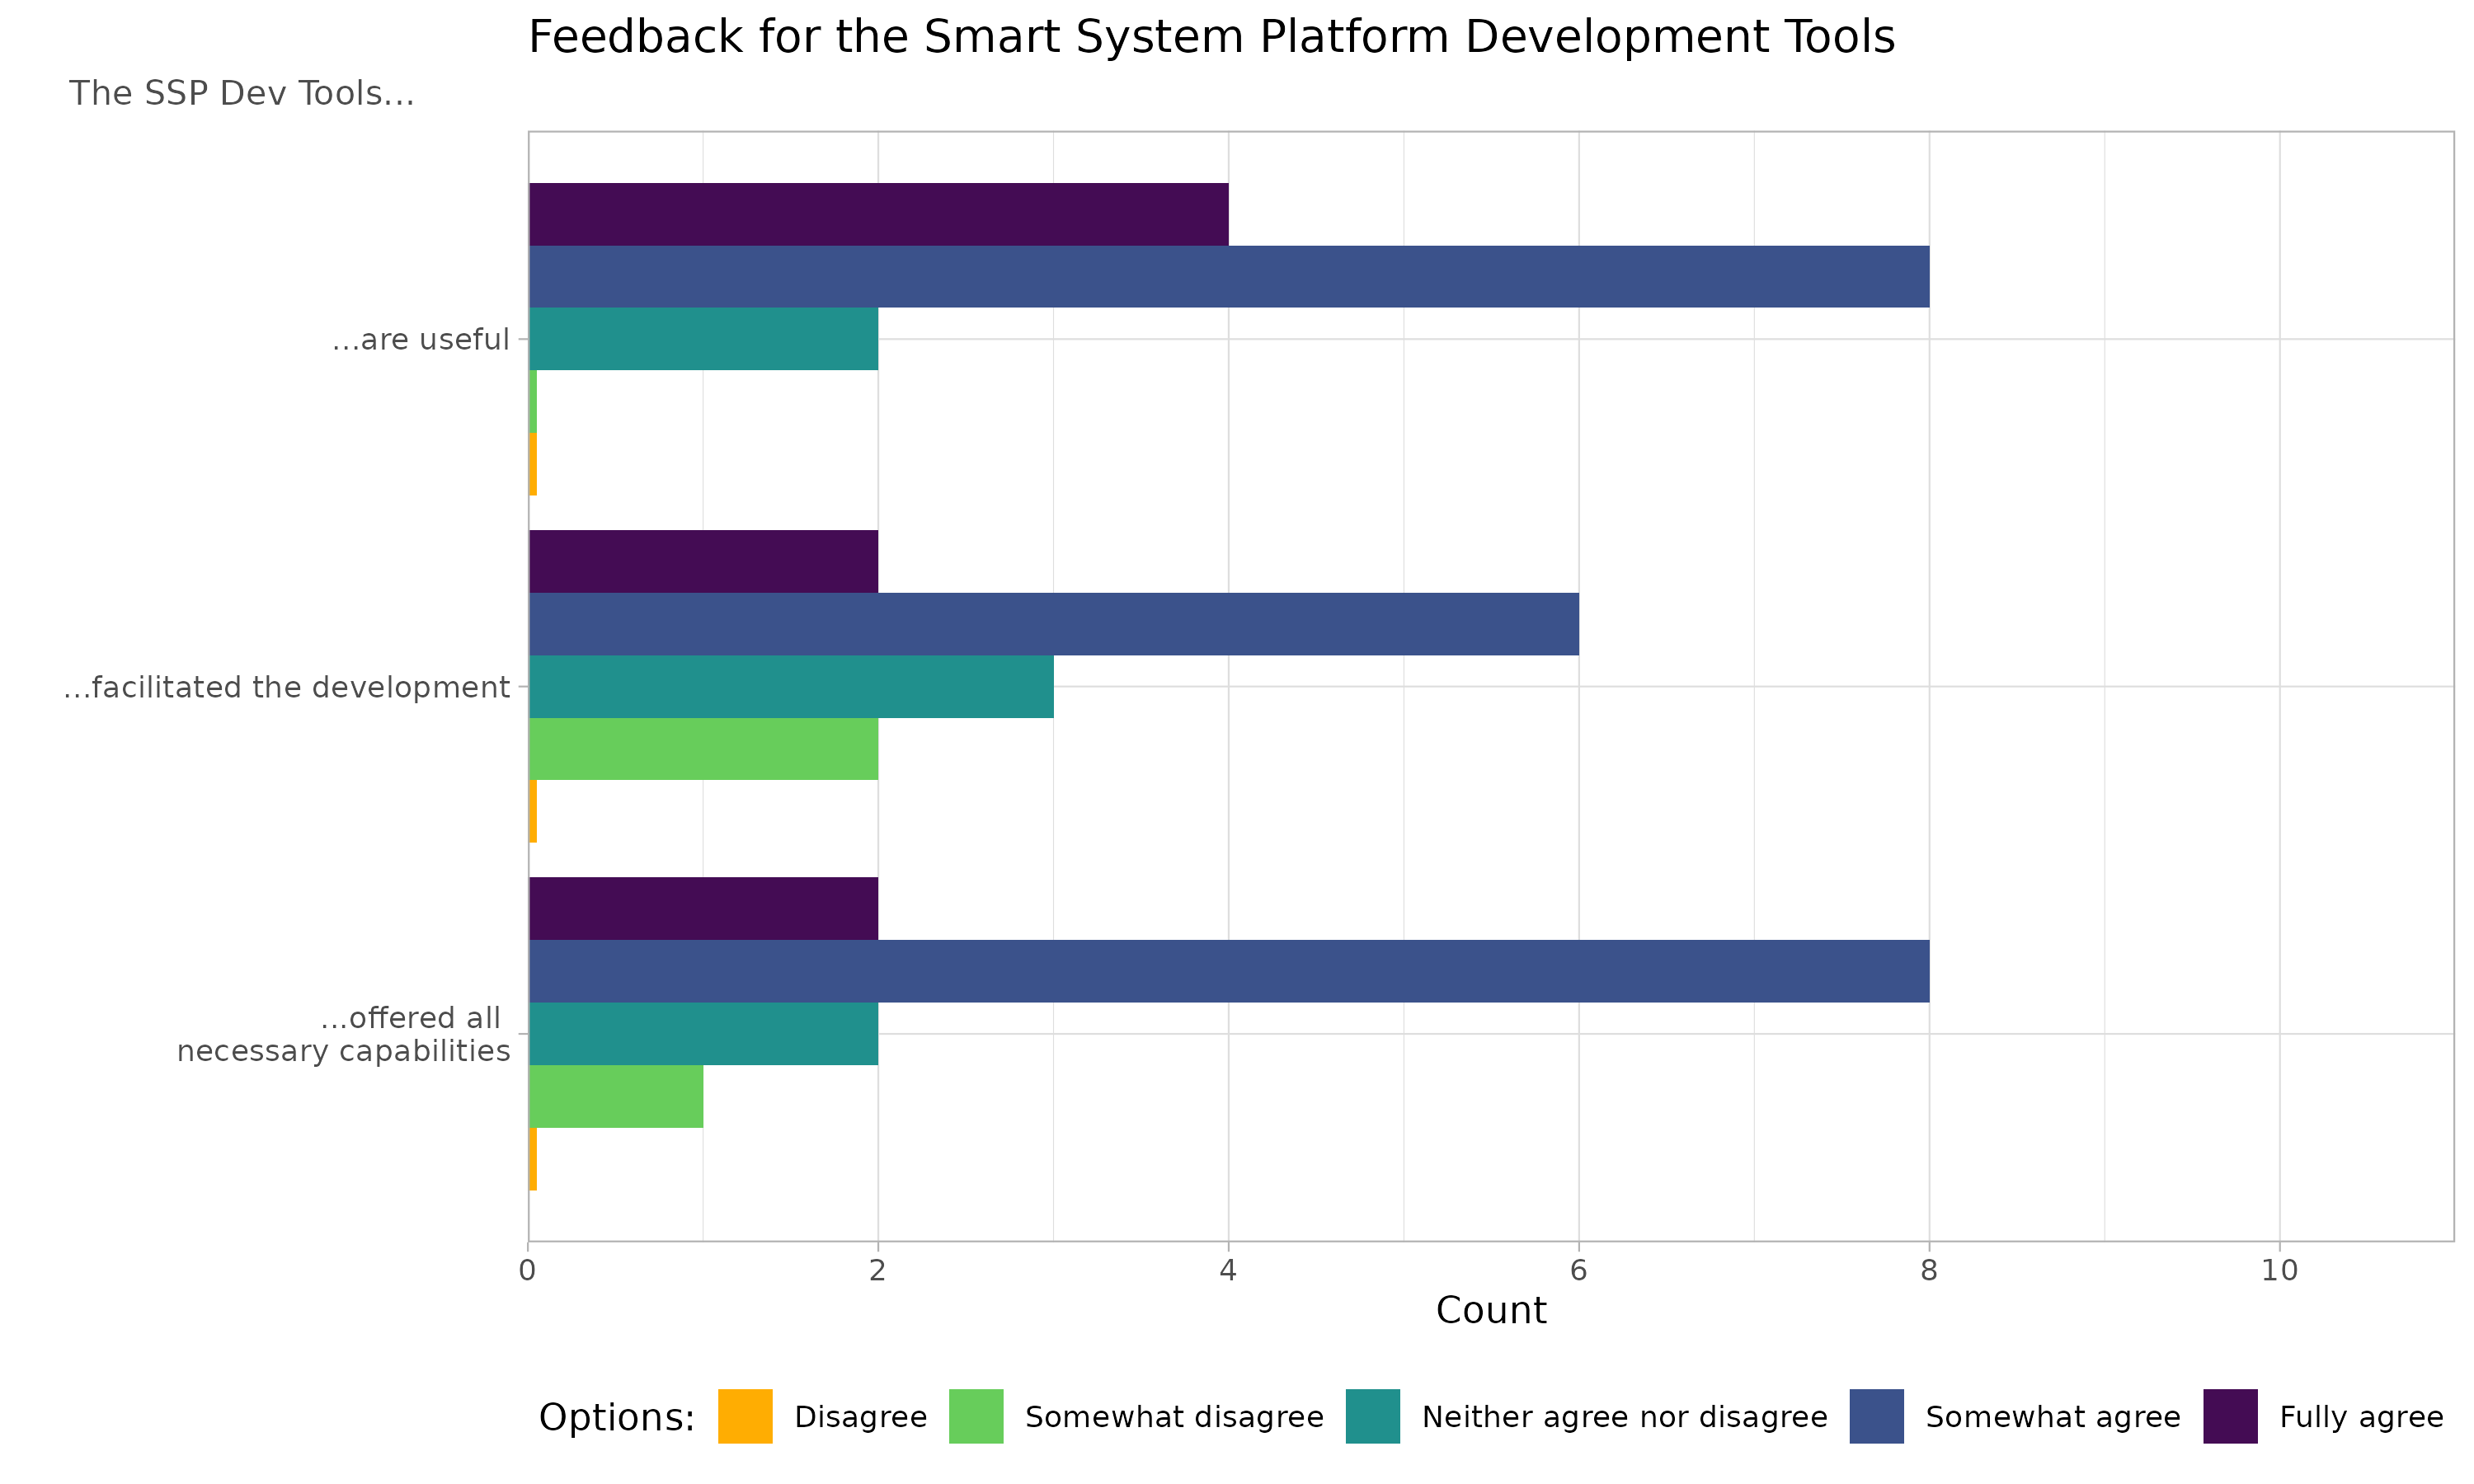 Feedback for the Smart System Platform Development Tools
The SSP Dev Tools...
...are useful
...facilitated the development
...offered all
necessary capabilities
0 2 4 6 8 10
Count
Options: Disagree Somewhat disagree Neither agree nor disagree Somewhat agree Fully agree